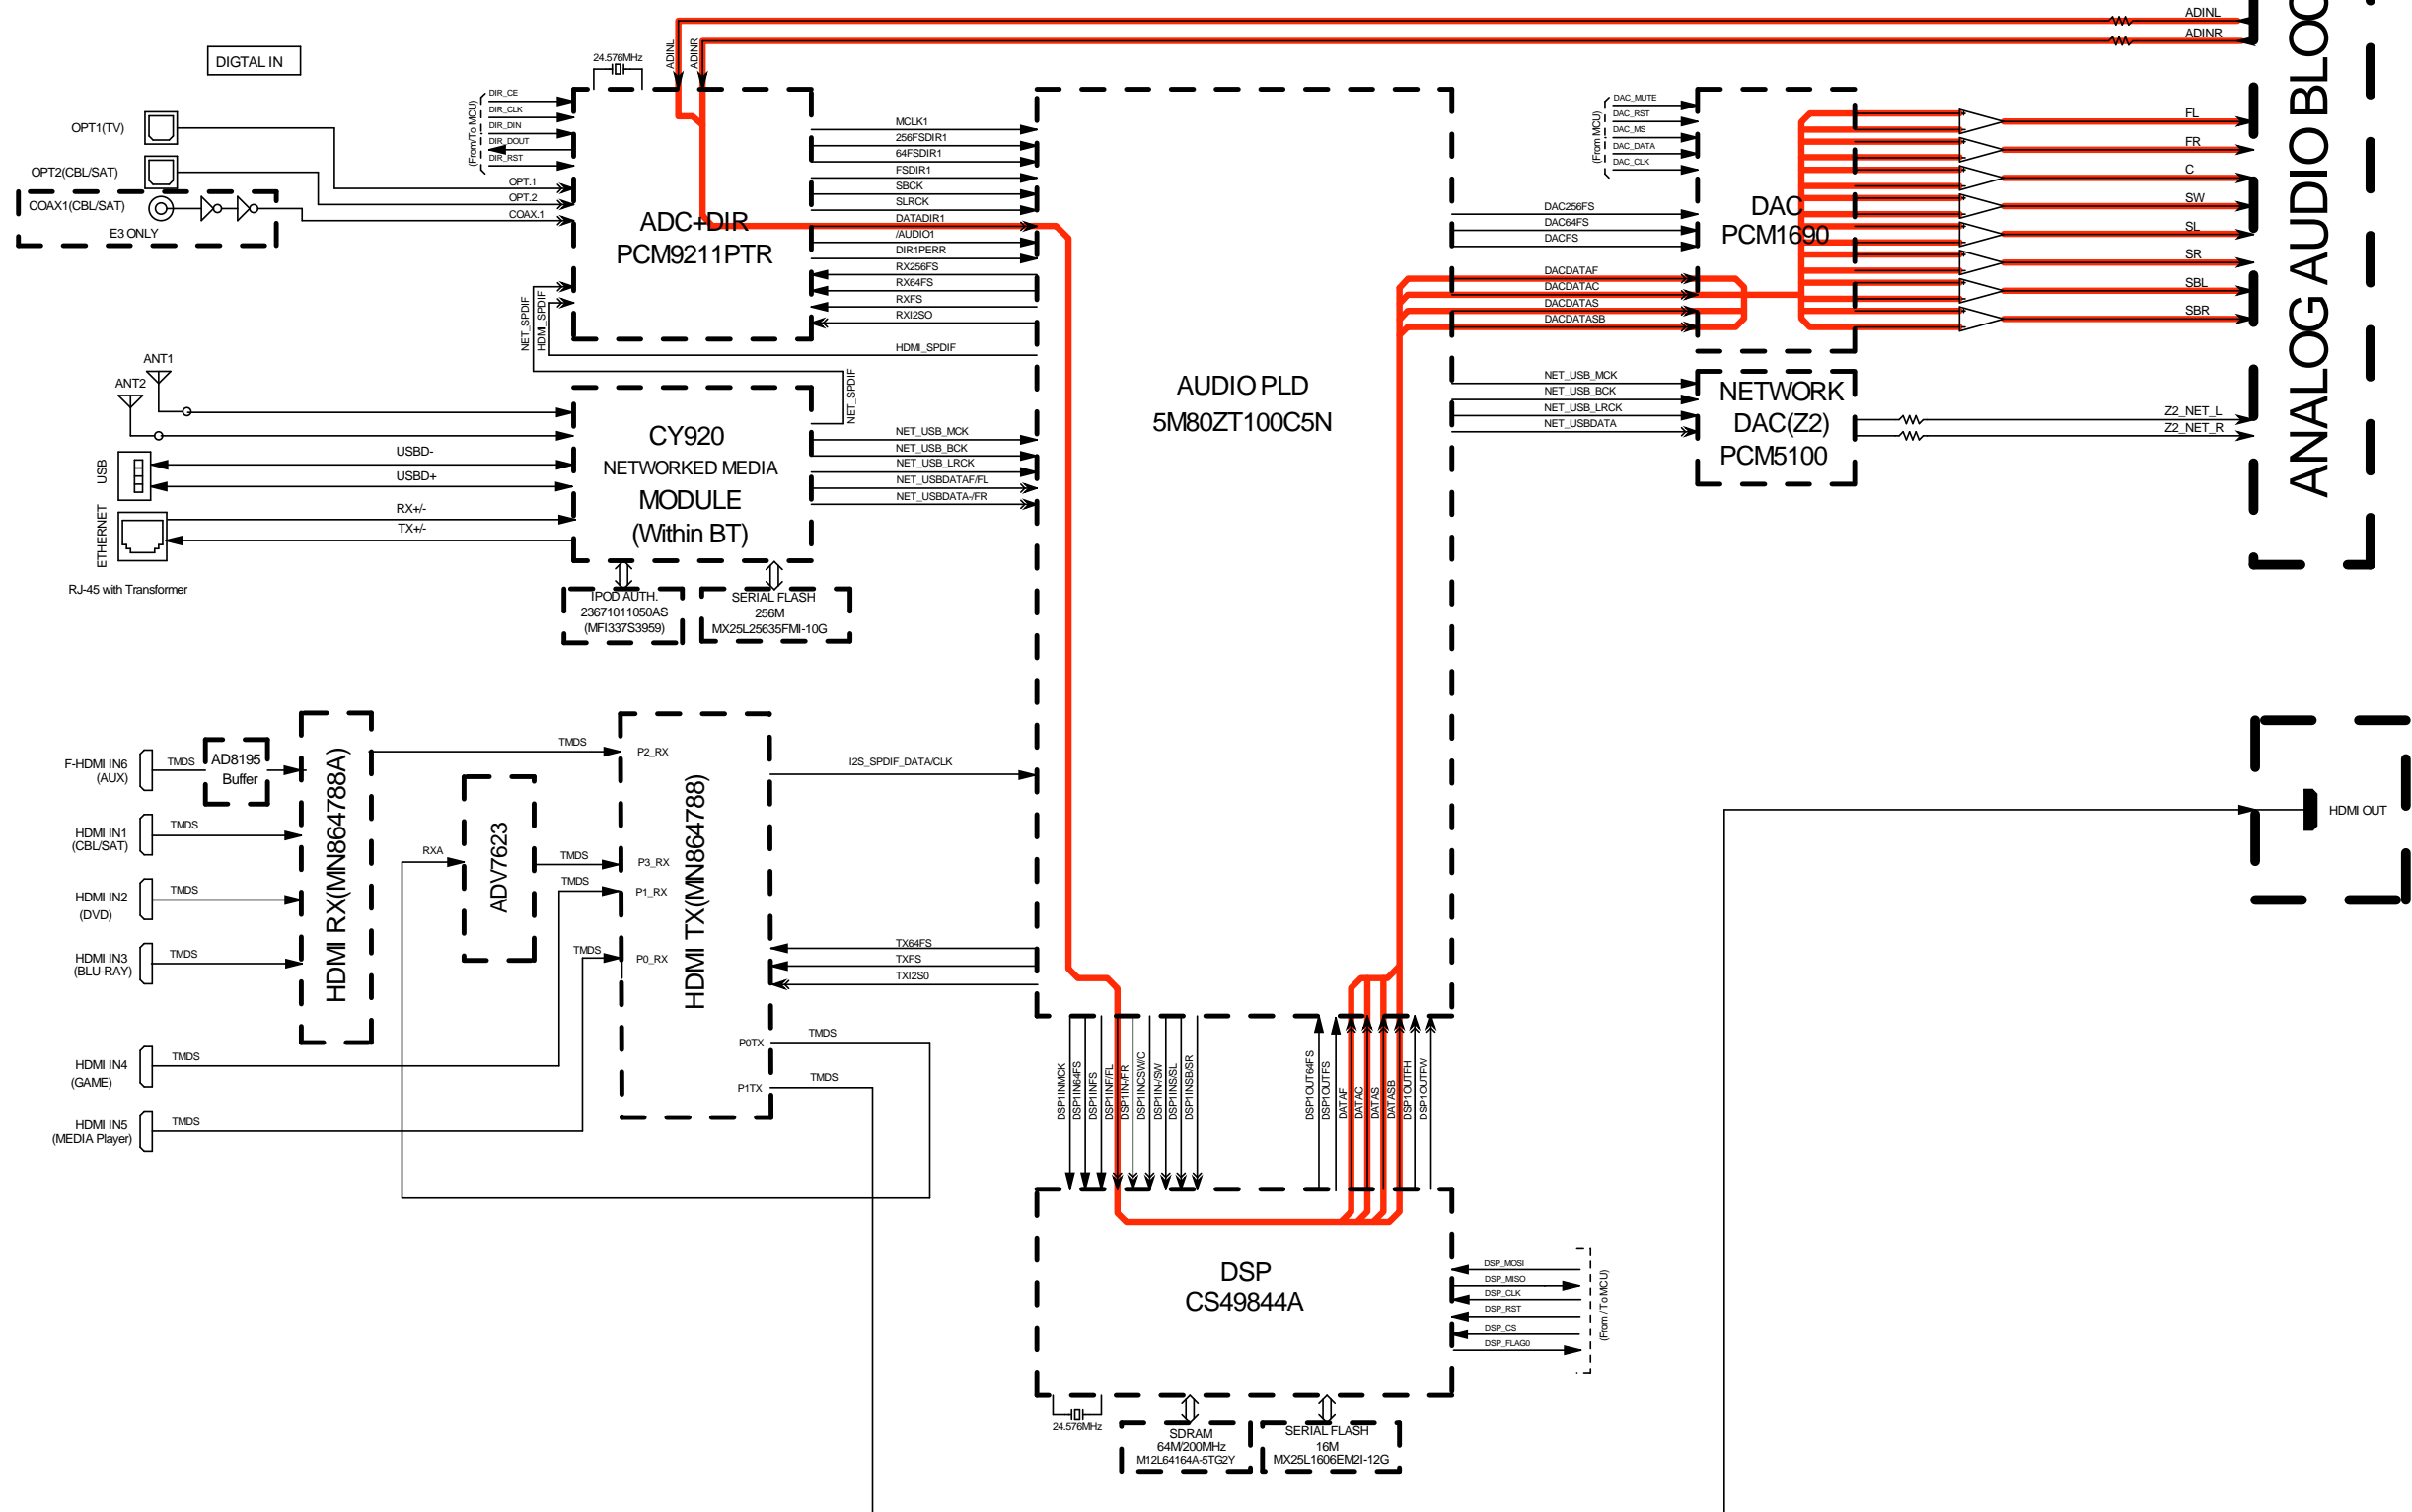 ADINL
ADINR
ANALOG AUDIO BLOC
DIGTAL IN
24.576MHz
ADINL
ADINR
OPT1(TV)
OPT2(CBL/SAT)
COAX1(CBL/SAT)
E3 ONLY
(From/To MCU)
DIR_CE
DIR_CLK
DIR_DIN
DIR_DOUT
DIR_RST
OPT.1
OPT.2
COAX.1
ADC+DIR
PCM9211PTR
NET_SPDIF
HDMI_SPDIF
MCLK1
256FSDIR1
64FSDIR1
FSDIR1
SBCK
SLRCK
DATADIR1
/AUDIO1
DIR1PERR
RX256FS
RX64FS
RXFS
RXI2SO
HDMI_SPDIF
NET_SPDIF
AUDIO PLD
5M80ZT100C5N
(From MCU)
DAC_MUTE
DAC_RST
DAC_MS
DAC_DATA
DAC_CLK
DAC256FS
DAC64FS
DACFS
DACDATAF
DACDATAC
DACDATAS
DACDATASB
DAC
PCM1690
FL
FR
C
SW
SL
SR
SBL
SBR
NET_USB_MCK
NET_USB_BCK
NET_USB_LRCK
NET_USBDATA
NETWORK
DAC(Z2)
PCM5100
Z2_NET_L
Z2_NET_R
ANT1
ANT2
USB
USBD-
USBD+
ETHERNET
RX+/-
TX+/-
RJ-45 with Transformer
CY920
NETWORKED MEDIA
MODULE
(Within BT)
NET_USB_MCK
NET_USB_BCK
NET_USB_LRCK
NET_USBDATAF/FL
NET_USBDATA-/FR
IPOD AUTH.
23671011050AS
(MFI337S3959)
SERIAL FLASH
256M
MX25L25635FMI-10G
F-HDMI IN6
(AUX)
TMDS
AD8195
Buffer
HDMI IN1
(CBL/SAT)
TMDS
HDMI IN2
(DVD)
TMDS
HDMI IN3
(BLU-RAY)
TMDS
HDMI IN4
(GAME)
TMDS
HDMI IN5
(MEDIA Player)
TMDS
HDMI RX(MN864788A)
RXA
ADV7623
TMDS
TMDS
TMDS
TMDS
P2_RX
P3_RX
P1_RX
P0_RX
HDMI TX(MN864788)
P0TX
P1TX
TMDS
TMDS
I2S_SPDIF_DATA/CLK
TX64FS
TXFS
TXI2S0
HDMI OUT
DSP1INMCK
DSP1IN64FS
DSP1INFS
DSP1INF/FL
DSP1IN-/FR
DSP1INCSW/C
DSP1IN-/SW
DSP1INS/SL
DSP1INSB/SR
DSP1OUT64FS
DSP1OUTFS
DATAF
DATAC
DATAS
DATASB
DSP1OUTFH
DSP1OUTFW
DSP
CS49844A
DSP_MOSI
DSP_MISO
DSP_CLK
DSP_RST
DSP_CS
DSP_FLAG0
(From /To MCU)
24.576MHz
SDRAM
64M/200MHz
M12L64164A-5TG2Y
SERIAL FLASH
16M
MX25L1606EM2I-12G